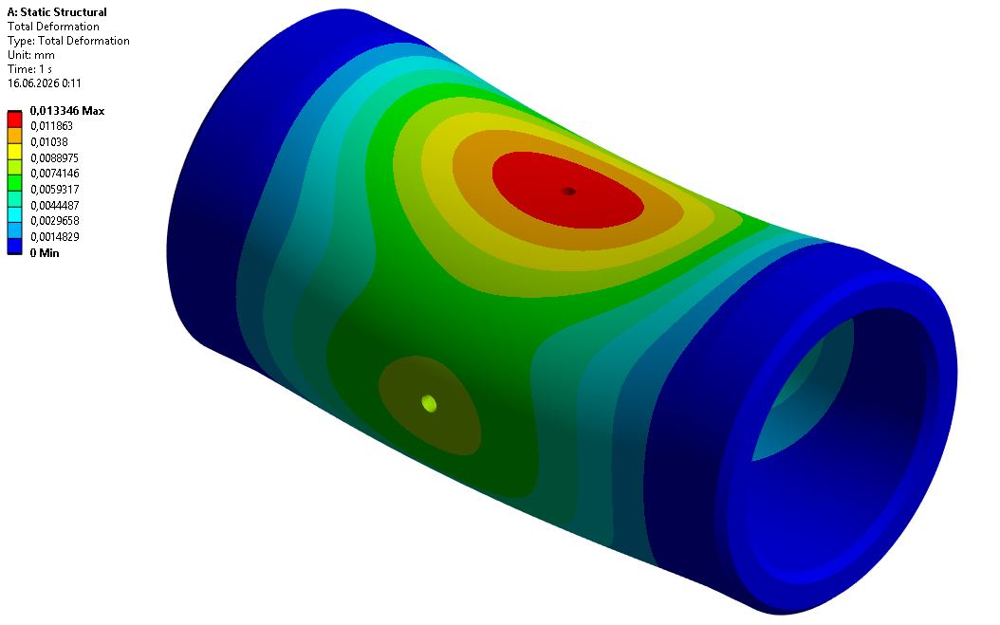 A: Static Structural
Total Deformation
Type: Total Deformation
Unit: mm
Time: 1 s
16.06.2026 0:11
0,013346 Max
0,011863
0,01038
0,0088975
0,0074146
0,0059317
0,0044487
0,0029658
0,0014829
0 Min